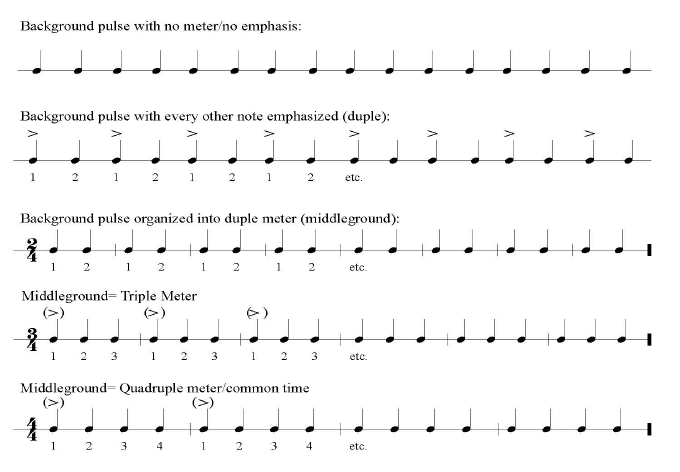 Background pulse with no meter/no emphasis:
Background pulse with every other note emphasized (duple):
> > > > > > > >
1 2 1 2 1 2 1 2 etc.
Background pulse organized into duple meter (middleground):
2/4
1 2 1 2 1 2 1 2 etc.
Middleground= Triple Meter
(>) (>) (>)
3/4
1 2 3 1 2 3 1 2 3 etc.
Middleground= Quadruple meter/common time
(>) (>)
4/4
1 2 3 4 1 2 3 4 etc.